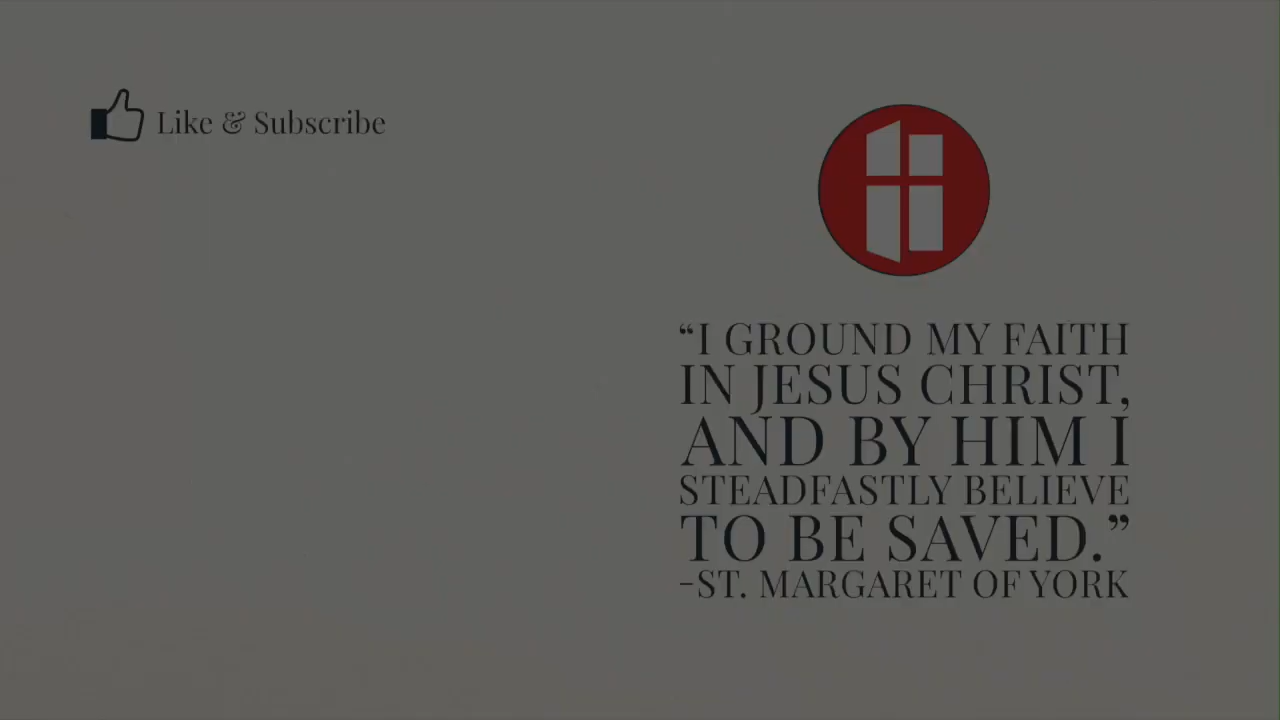 Like & Subscribe
“I GROUND MY FAITH
IN JESUS CHRIST,
AND BY HIM I
STEADFASTLY BELIEVE
TO BE SAVED.”
-ST. MARGARET OF YORK